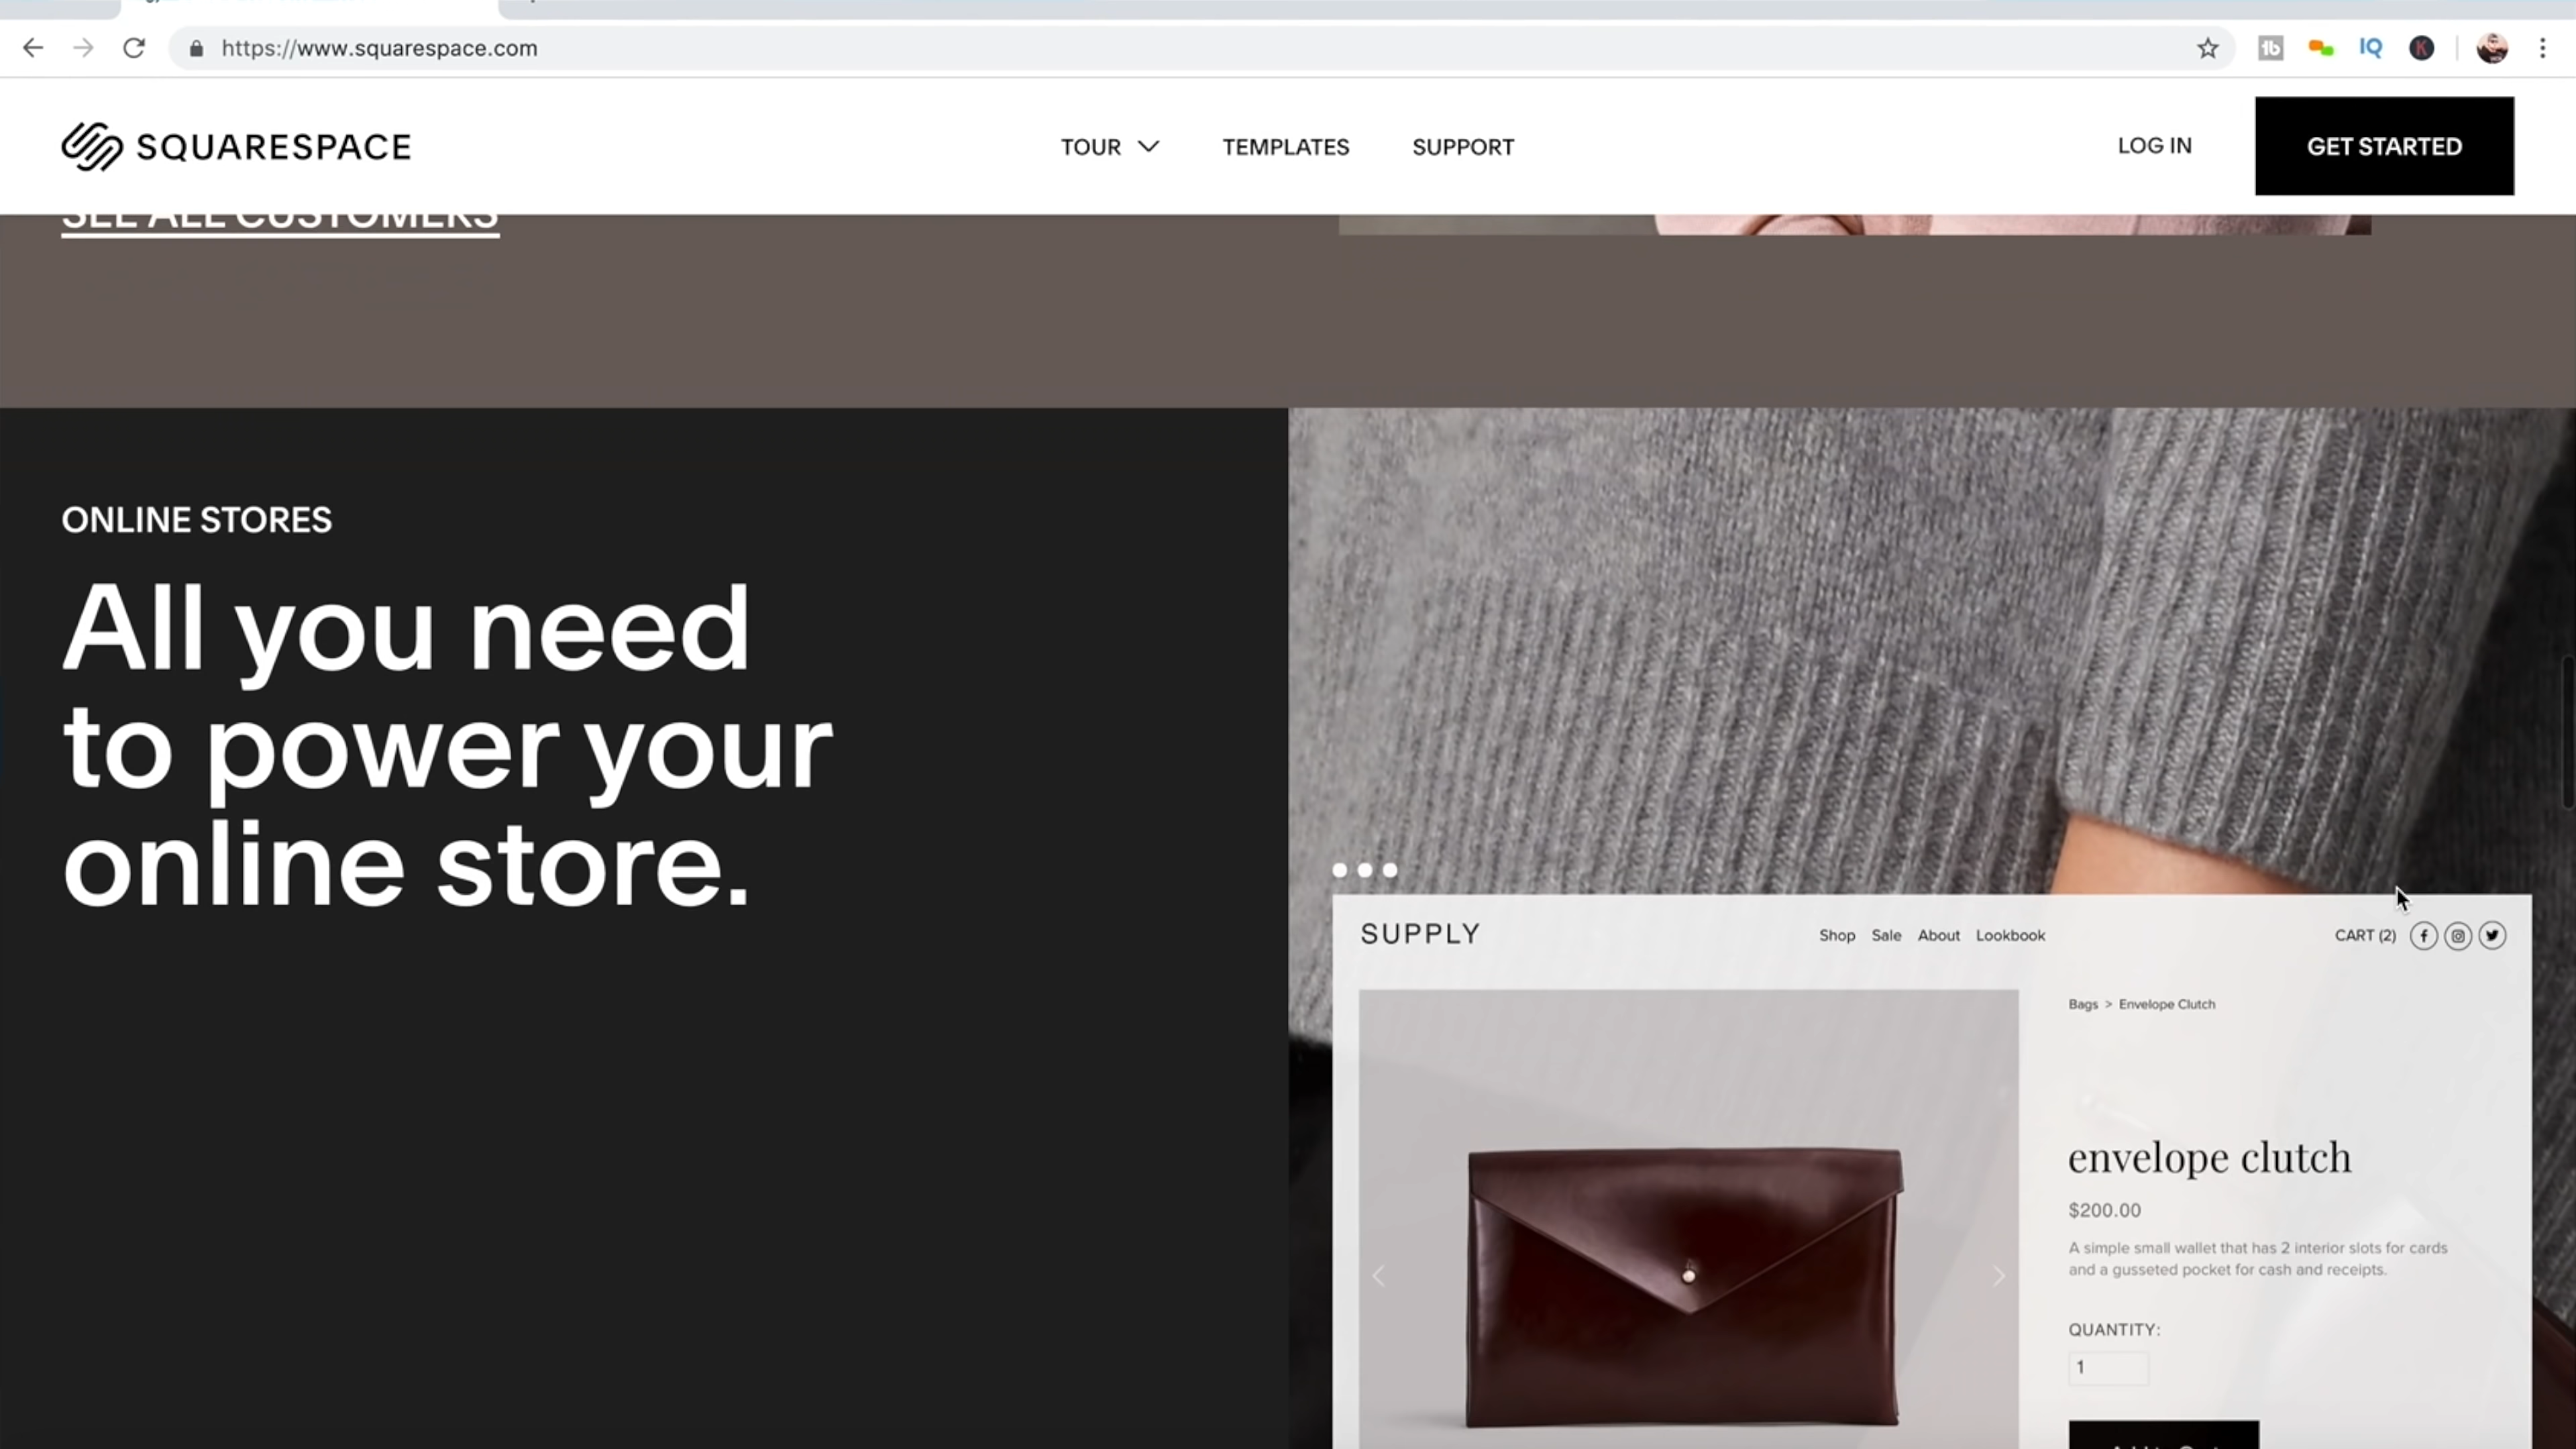 https://www.squarespace.com
SQUARESPACE
TOUR
TEMPLATES
SUPPORT
LOG IN
GET STARTED
SEE ALL CUSTOMERS
ONLINE STORES
All you need
to power your
online store.
SUPPLY
Shop Sale About Lookbook
CART (2)
Bags > Envelope Clutch
envelope clutch
$200.00
A simple small wallet that has 2 interior slots for cards
and a gusseted pocket for cash and receipts.
QUANTITY:
1